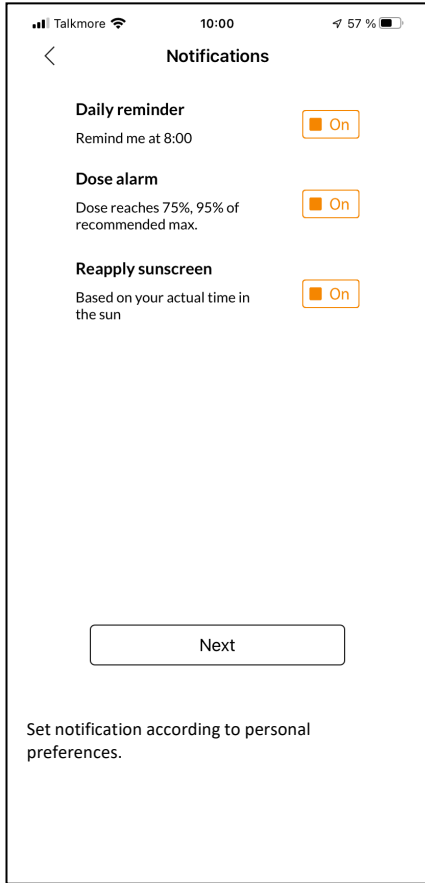 Talkmore 10:00 57 %
Notifications
Daily reminder
Remind me at 8:00
On
Dose alarm
Dose reaches 75%, 95% of
recommended max.
On
Reapply sunscreen
Based on your actual time in
the sun
On
Next
Set notification according to personal
preferences.